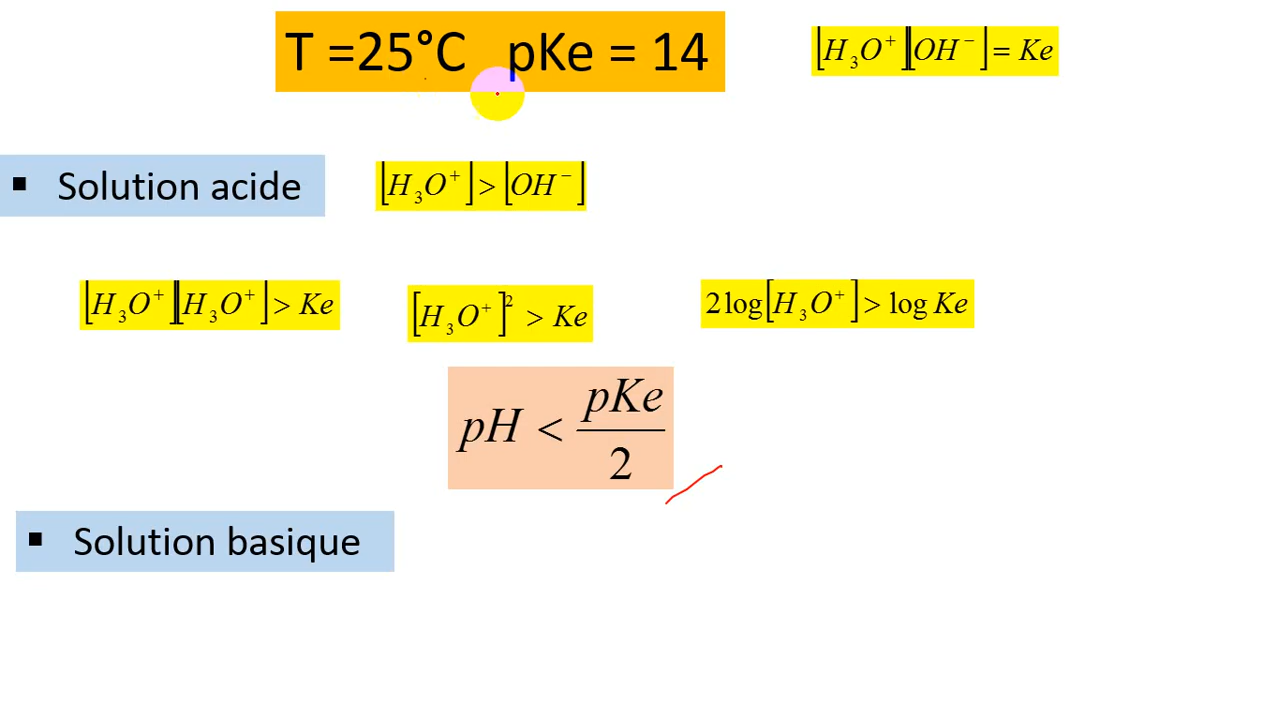 T =25°C pKe = 14
[H₃O⁺][OH⁻] = Ke
▪ Solution acide
[H₃O⁺] > [OH⁻]
[H₃O⁺][H₃O⁺] > Ke
[H₃O⁺]² > Ke
2log[H₃O⁺] > log Ke
pH < pKe/2
▪ Solution basique